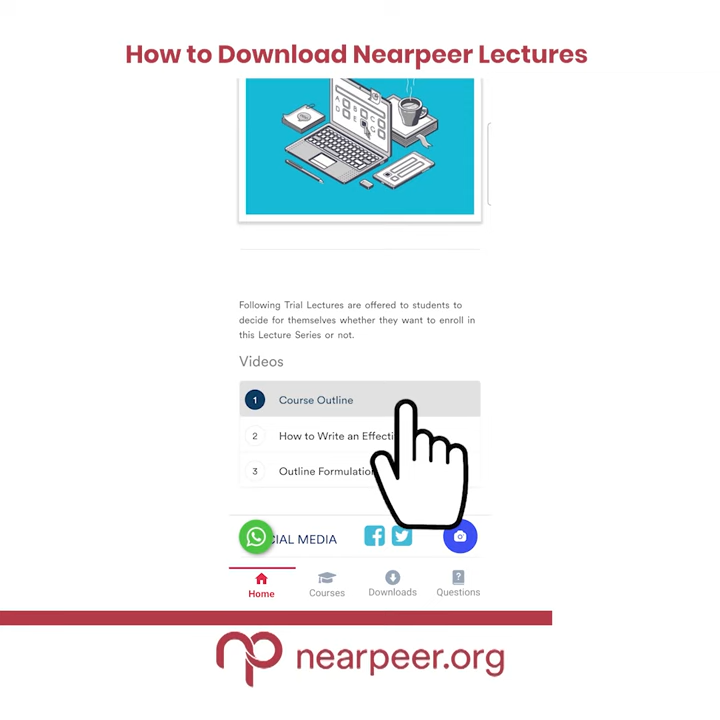 How to Download Nearpeer Lectures
Following Trial Lectures are offered to students to
decide for themselves whether they want to enroll in
this Lecture Series or not.
Videos
1 Course Outline
2 How to Write an Effecti
3 Outline Formulation
CIAL MEDIA
Home Courses Downloads Questions
nearpeer.org